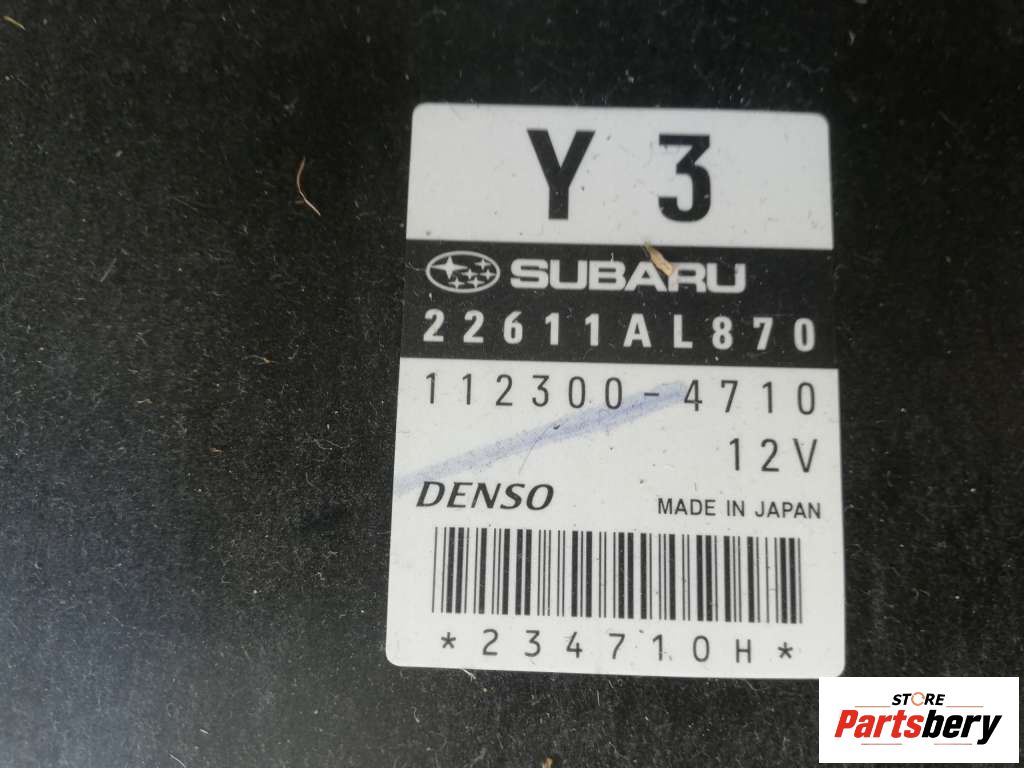 Y 3
SUBARU
22611AL870
112300-4710
12V
DENSO MADE IN JAPAN
*234710H*
STORE
Partsbery